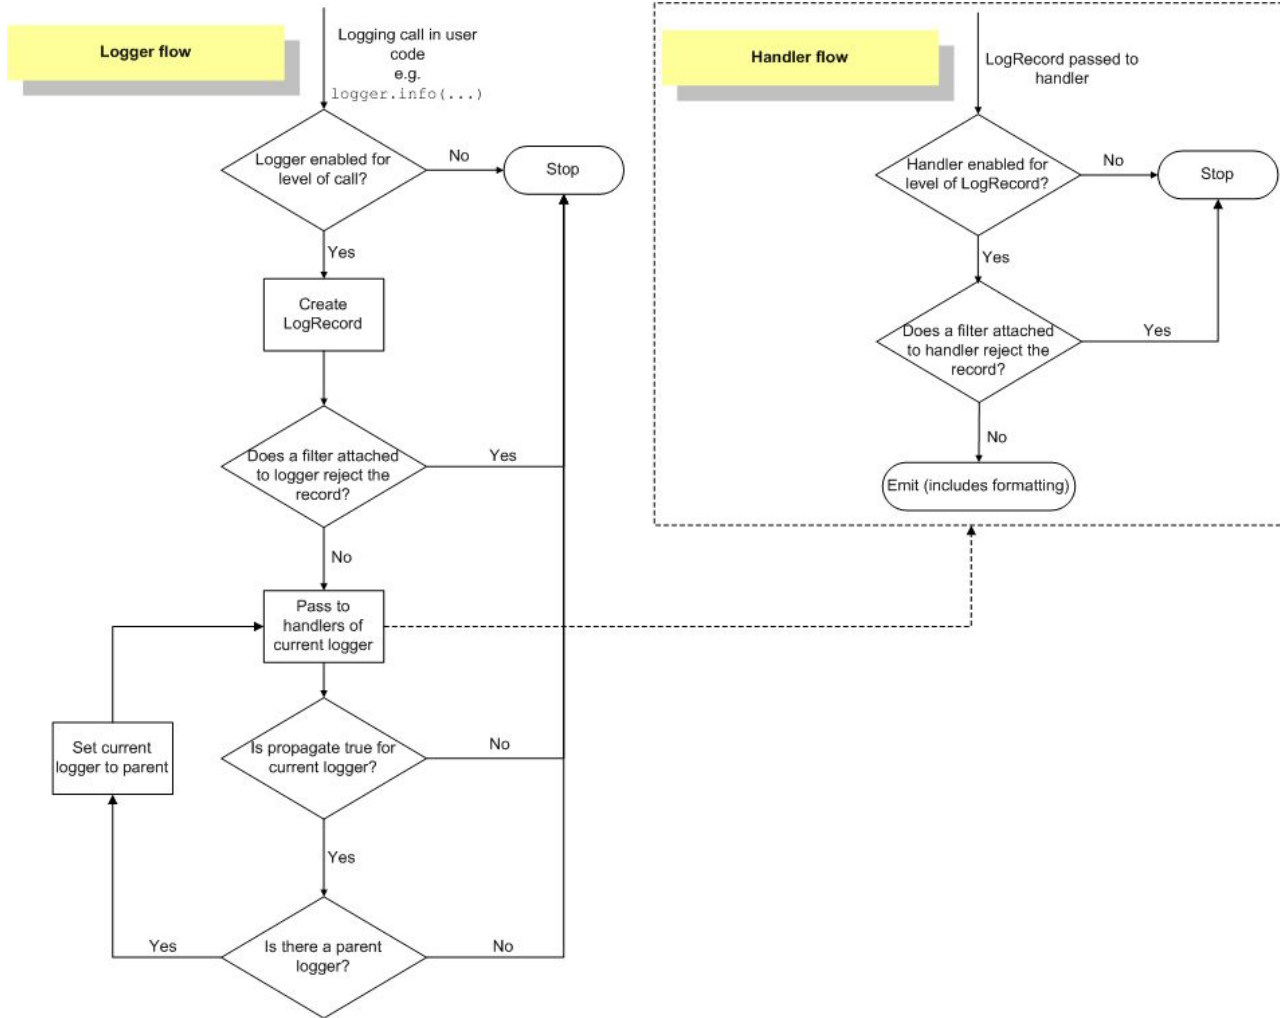 Logger flow
Logging call in user
code
e.g.
logger.info(...)
Logger enabled for
level of call?
No
Stop
Yes
Create
LogRecord
Does a filter attached
to logger reject the
record?
Yes
No
Pass to
handlers of
current logger
Set current
logger to parent
Is propagate true for
current logger?
No
Yes
Is there a parent
logger?
Yes
No
Handler flow
LogRecord passed to
handler
Handler enabled for
level of LogRecord?
No
Stop
Yes
Does a filter attached
to handler reject the
record?
Yes
No
Emit (includes formatting)